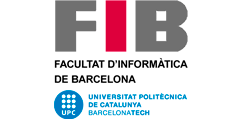 FIB
FACULTAT D'INFORMÀTICA
DE BARCELONA
UNIVERSITAT POLITÈCNICA
DE CATALUNYA
BARCELONATECH
UPC